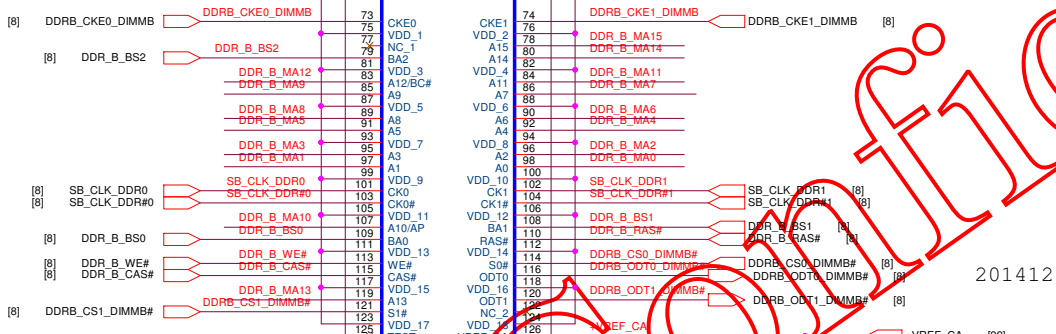 [8] DDRB_CKE0_DIMMB DDRB_CKE0_DIMMB 73 CKE0 CKE1 74 DDRB_CKE1_DIMMB DDRB_CKE1_DIMMB [8]
75 VDD_1 VDD_2 76
77 NC_1 A15 78 DDR_B_MA15
[8] DDR_B_BS2 DDR_B_BS2 79 BA2 A14 80 DDR_B_MA14
81 VDD_3 VDD_4 82
DDR_B_MA12 83 A12/BC# A11 84 DDR_B_MA11
DDR_B_MA9 85 A9 A7 86 DDR_B_MA7
87 VDD_5 VDD_6 88
DDR_B_MA8 89 A8 A6 90 DDR_B_MA6
DDR_B_MA5 91 A5 A4 92 DDR_B_MA4
93 VDD_7 VDD_8 94
DDR_B_MA3 95 A3 A2 96 DDR_B_MA2
DDR_B_MA1 97 A1 A0 98 DDR_B_MA0
99 VDD_9 VDD_10 100
[8] SB_CLK_DDR0 SB_CLK_DDR0 101 CK0 CK1 102 SB_CLK_DDR1 SB_CLK_DDR1 [8]
[8] SB_CLK_DDR#0 SB_CLK_DDR#0 103 CK0# CK1# 104 SB_CLK_DDR#1 SB_CLK_DDR#1 [8]
105 VDD_11 VDD_12 106
DDR_B_MA10 107 A10/AP BA1 108 DDR_B_BS1 DDR_B_BS1 [8]
[8] DDR_B_BS0 DDR_B_BS0 109 BA0 RAS# 110 DDR_B_RAS# DDR_B_RAS# [8]
111 VDD_13 VDD_14 112
[8] DDR_B_WE# DDR_B_WE# 113 WE# S0# 114 DDRB_CS0_DIMMB# DDRB_CS0_DIMMB# [8]
[8] DDR_B_CAS# DDR_B_CAS# 115 CAS# ODT0 116 DDRB_ODT0_DIMMB# DDRB_ODT0_DIMMB# [8]
201412
117 VDD_15 VDD_16 118
DDR_B_MA13 119 A13 ODT1 120 DDRB_ODT1_DIMMB# DDRB_ODT1_DIMMB# [8]
[8] DDRB_CS1_DIMMB# DDRB_CS1_DIMMB# 121 S1# NC_2 122
123 VDD_17 124
125 126 +VREF_CA